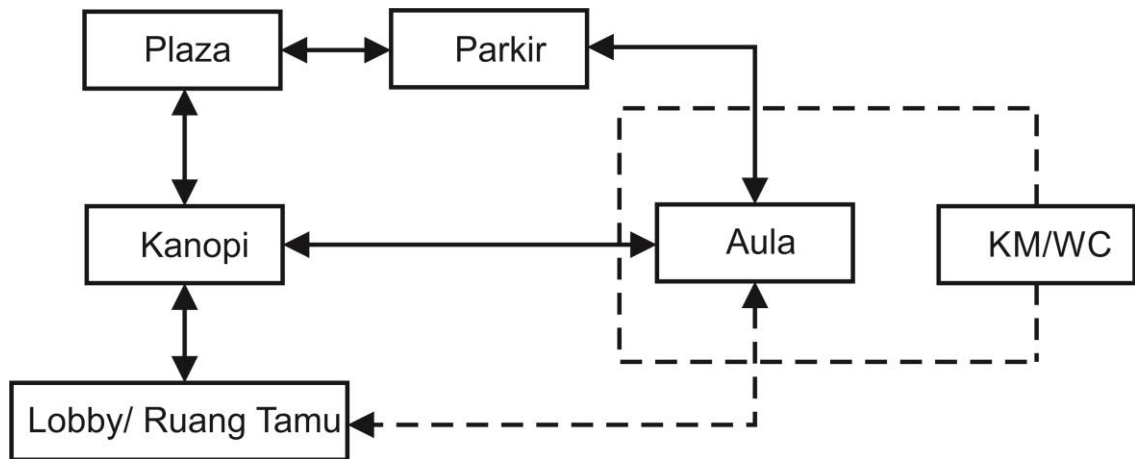 Plaza
Parkir
Kanopi
Aula
KM/WC
Lobby/ Ruang Tamu